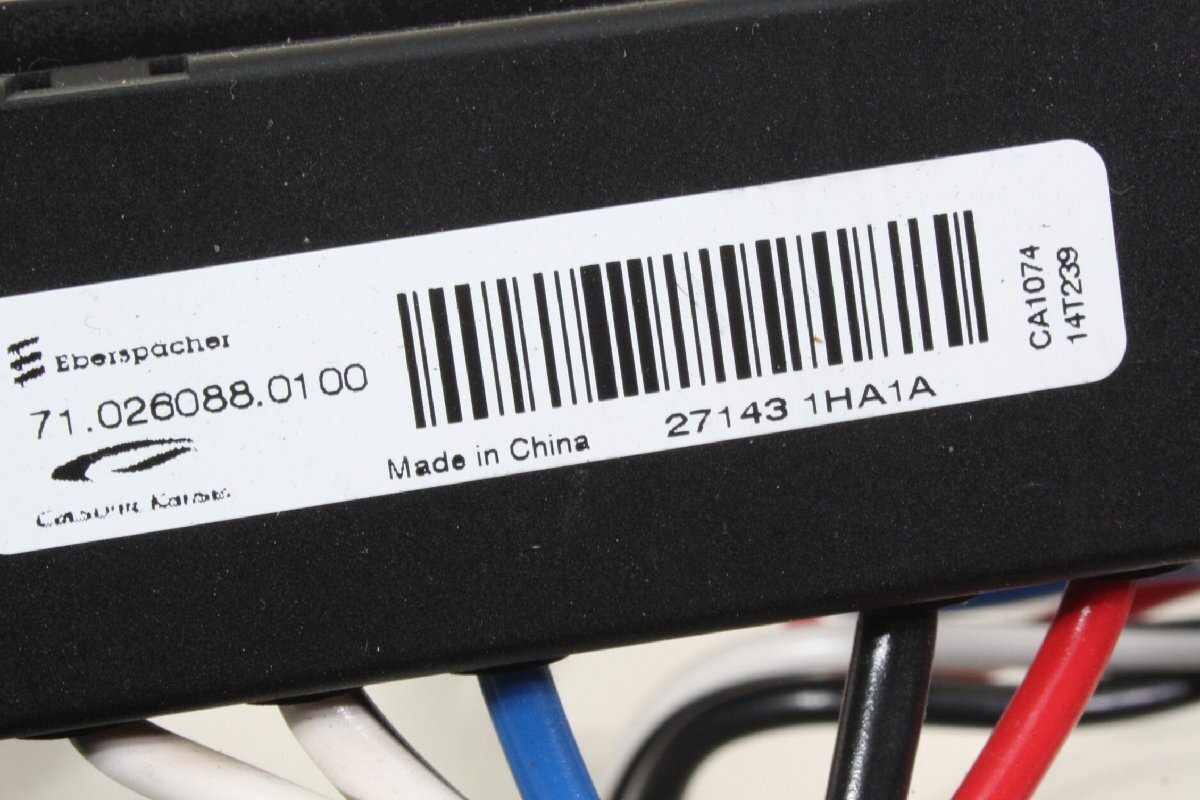 Eberspächer
71.026088.0100
Made in China
27143 1HA1A
CA1074
14T239